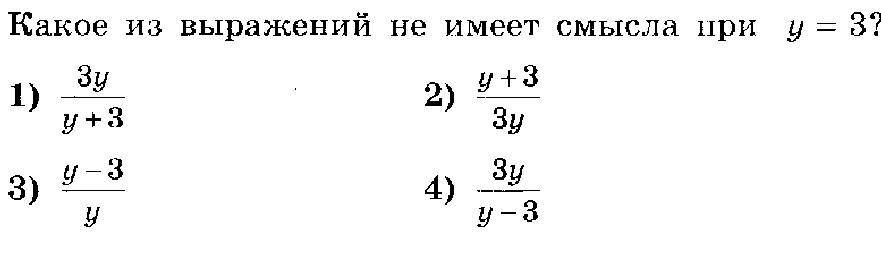 Какое из выражений не имеет смысла при y = 3?
1) 3y/(y + 3) 2) (y + 3)/3y
3) (y − 3)/y 4) 3y/(y − 3)